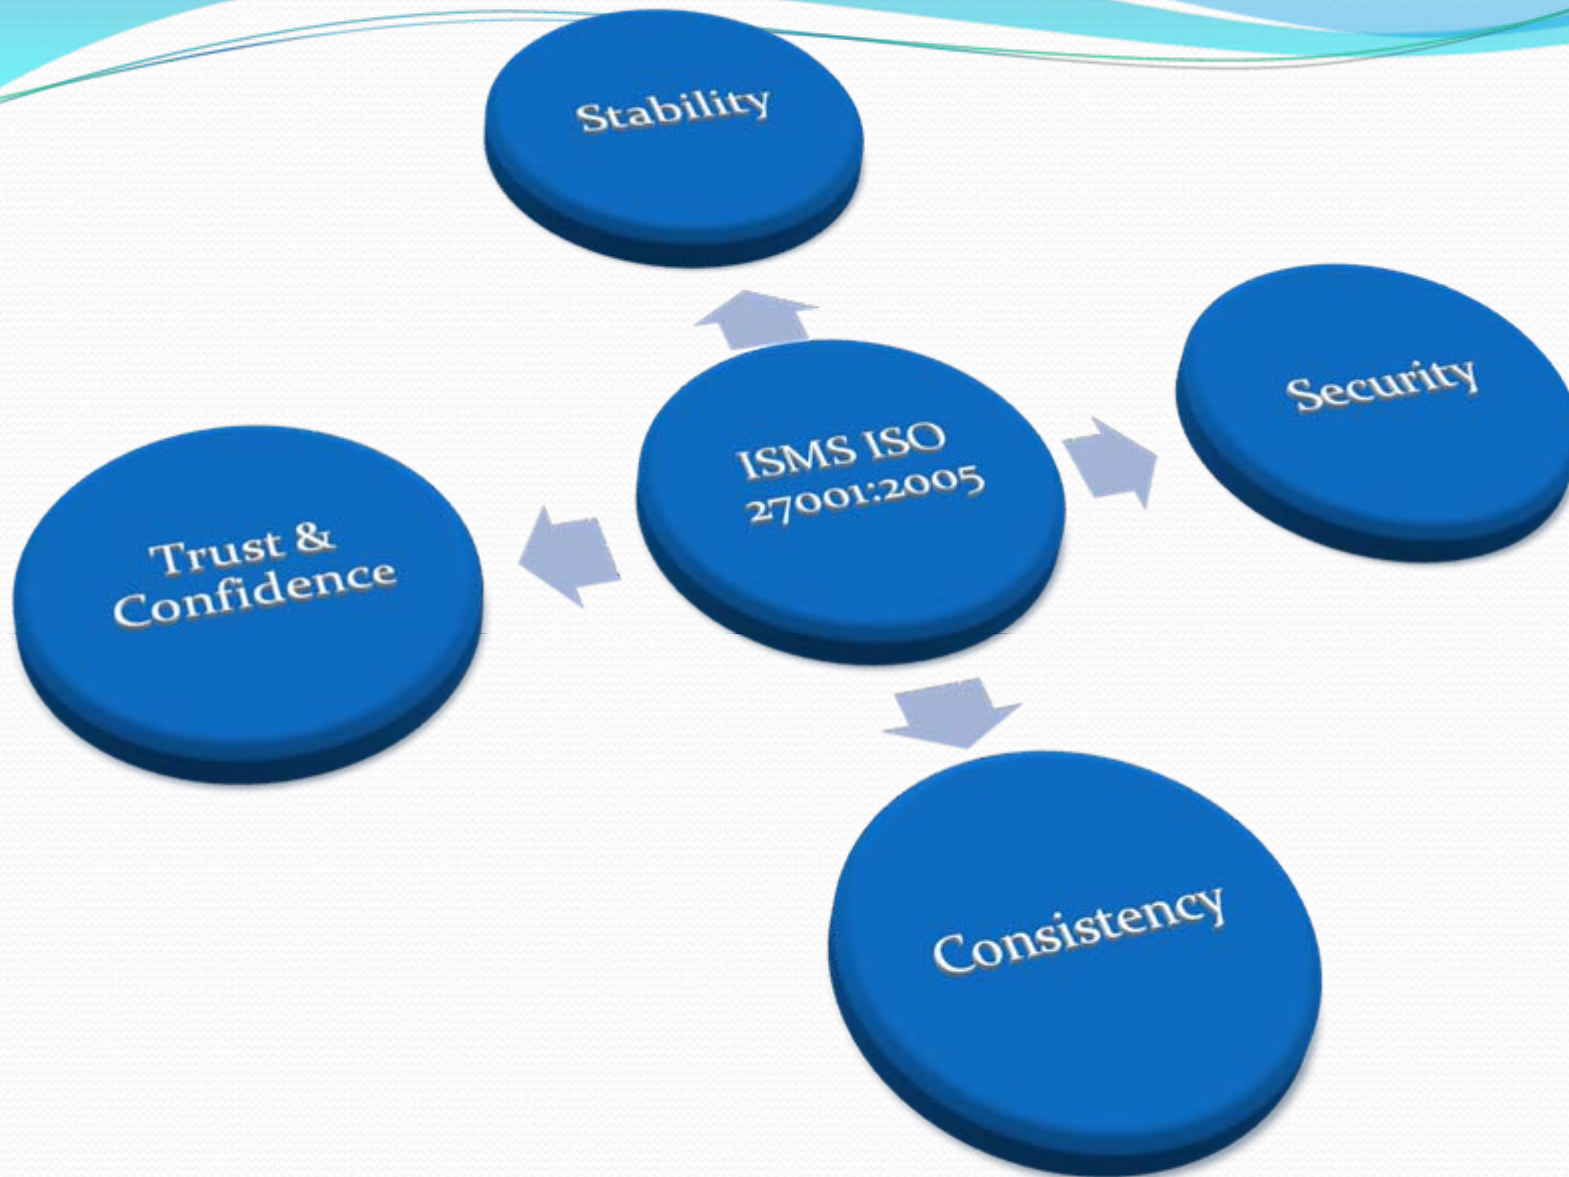 Stability
Security
ISMS ISO
27001:2005
Trust &
Confidence
Consistency